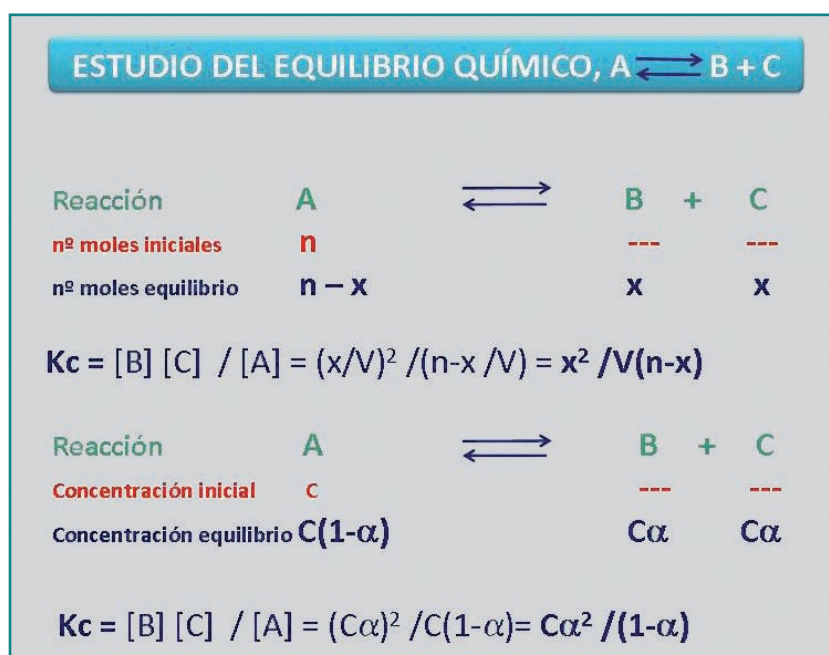 ESTUDIO DEL EQUILIBRIO QUÍMICO, A ⇄ B + C
Reacción A ⇄ B + C
nº moles iniciales n --- ---
nº moles equilibrio n – x x x
Kc = [B] [C] / [A] = (x/V)² /(n-x /V) = x² /V(n-x)
Reacción A ⇄ B + C
Concentración inicial C --- ---
Concentración equilibrio C(1-α) Cα Cα
Kc = [B] [C] / [A] = (Cα)² /C(1-α)= Cα² /(1-α)